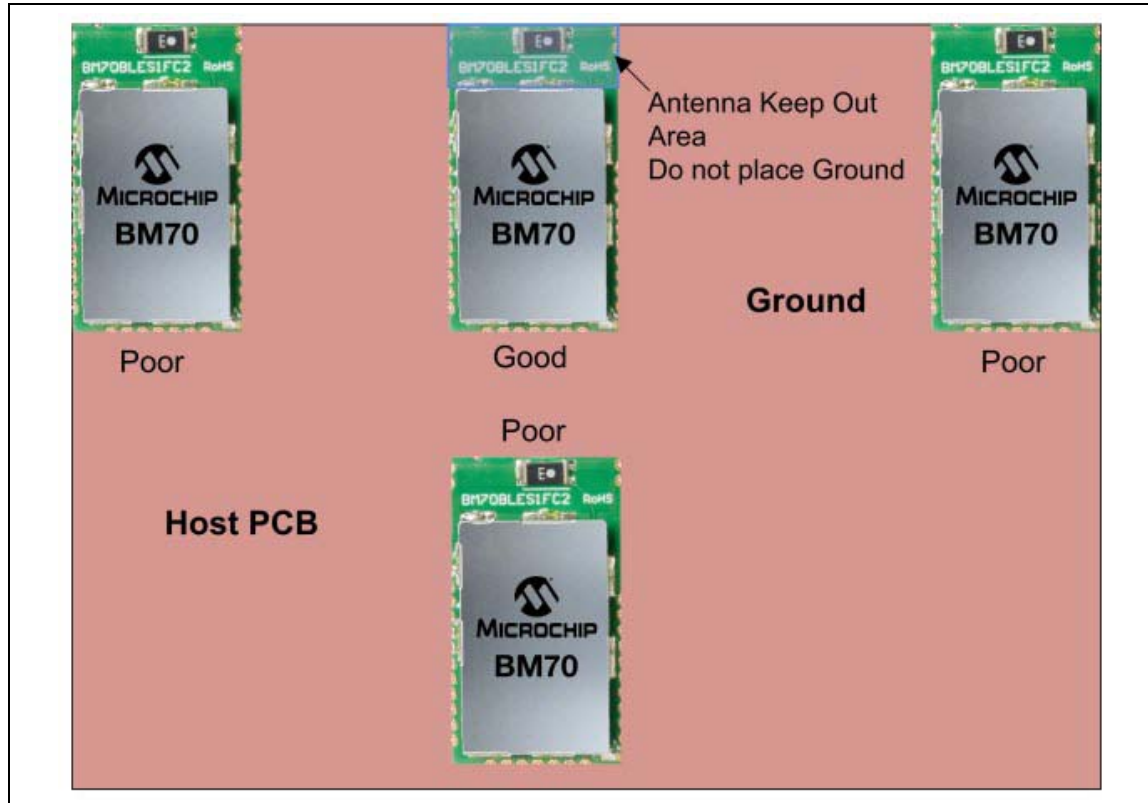 E
BM70BLES1FC2 RoHS
MICROCHIP
BM70
Poor
E
BM70BLES1FC2 RoHS
MICROCHIP
BM70
Good
Antenna Keep Out
Area
Do not place Ground
E
BM70BLES1FC2 RoHS
MICROCHIP
BM70
Poor
Ground
Host PCB
Poor
E
BM70BLES1FC2 RoHS
MICROCHIP
BM70